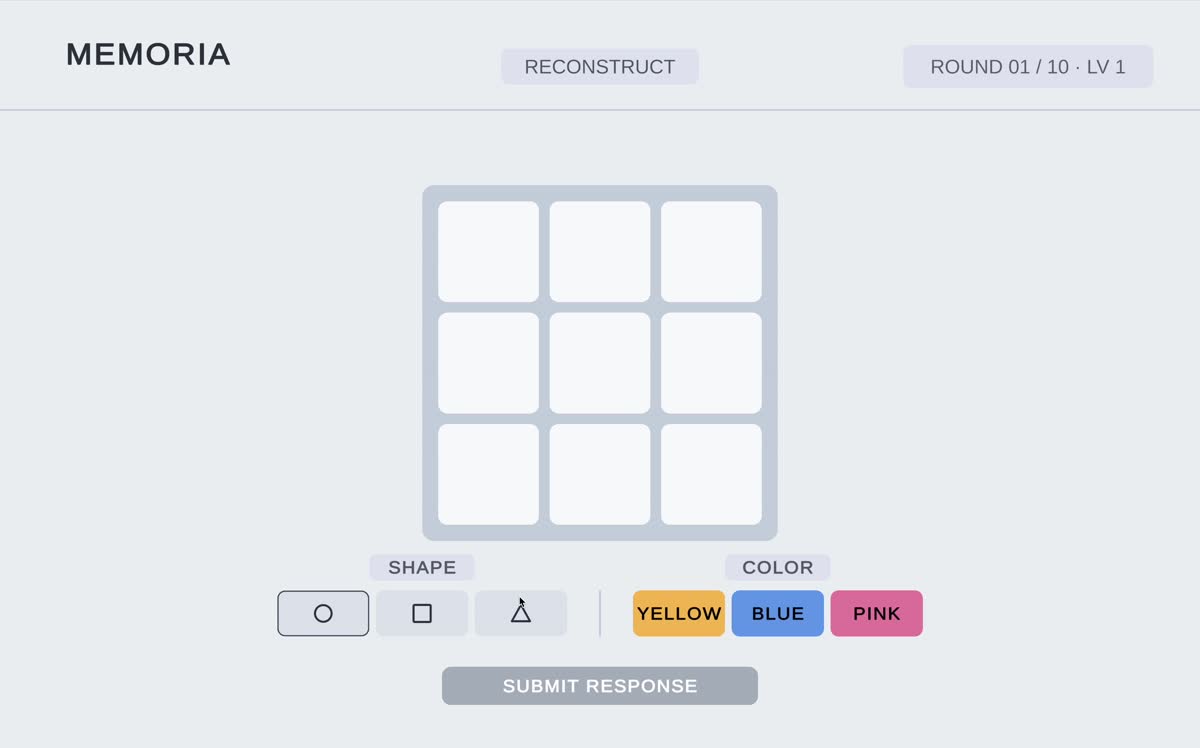 MEMORIA
RECONSTRUCT
ROUND 01 / 10 · LV 1
SHAPE
COLOR
YELLOW
BLUE
PINK
SUBMIT RESPONSE